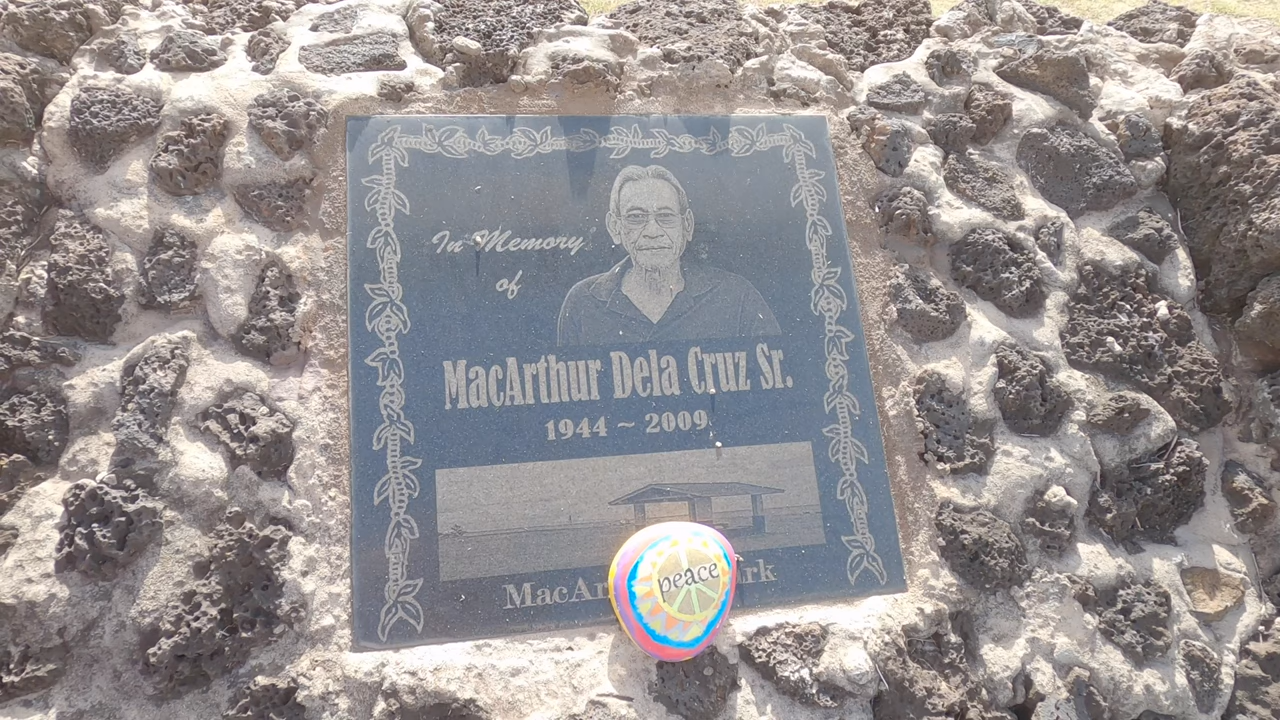 In Memory
of
MacArthur Dela Cruz Sr.
1944 ~ 2009
peace